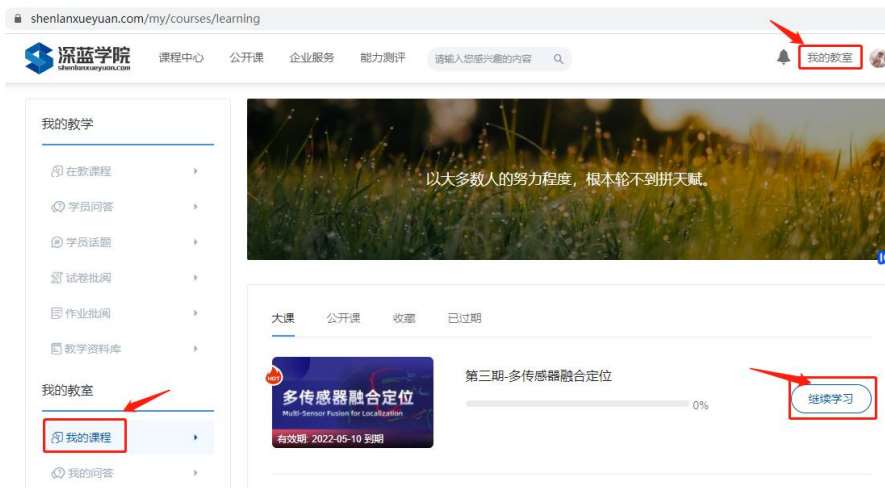 shenlanxueyuan.com/my/courses/learning
深蓝学院
shenlanxueyuan.com
课程中心 公开课 企业服务 能力测评 请输入您感兴趣的内容 我的教室
我的教学
在教课程
学员问答
学员话题
试卷批阅
作业批阅
教学资料库
我的教室
我的课程
我的问答
以大多数人的努力程度，根本轮不到拼天赋。
大课 公开课 收藏 已过期
HOT
多传感器融合定位
Multi-Sensor Fusion for Localization
有效期: 2022-05-10 到期
第三期-多传感器融合定位
0%
继续学习